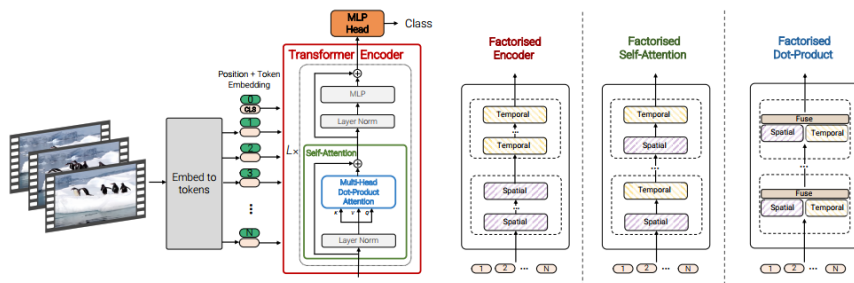 MLP
Head
Class
Transformer Encoder
Position + Token
Embedding
0
CLS
1
2
3
...
N
Embed to
tokens
L×
MLP
Layer Norm
Self-Attention
Multi-Head
Dot-Product
Attention
K
V
Q
Layer Norm
Factorised
Encoder
Temporal
...
Temporal
Spatial
...
Spatial
1 2 ... N
Factorised
Self-Attention
Temporal
Spatial
...
Temporal
Spatial
1 2 ... N
Factorised
Dot-Product
Fuse
Spatial Temporal
...
Fuse
Spatial Temporal
1 2 ... N